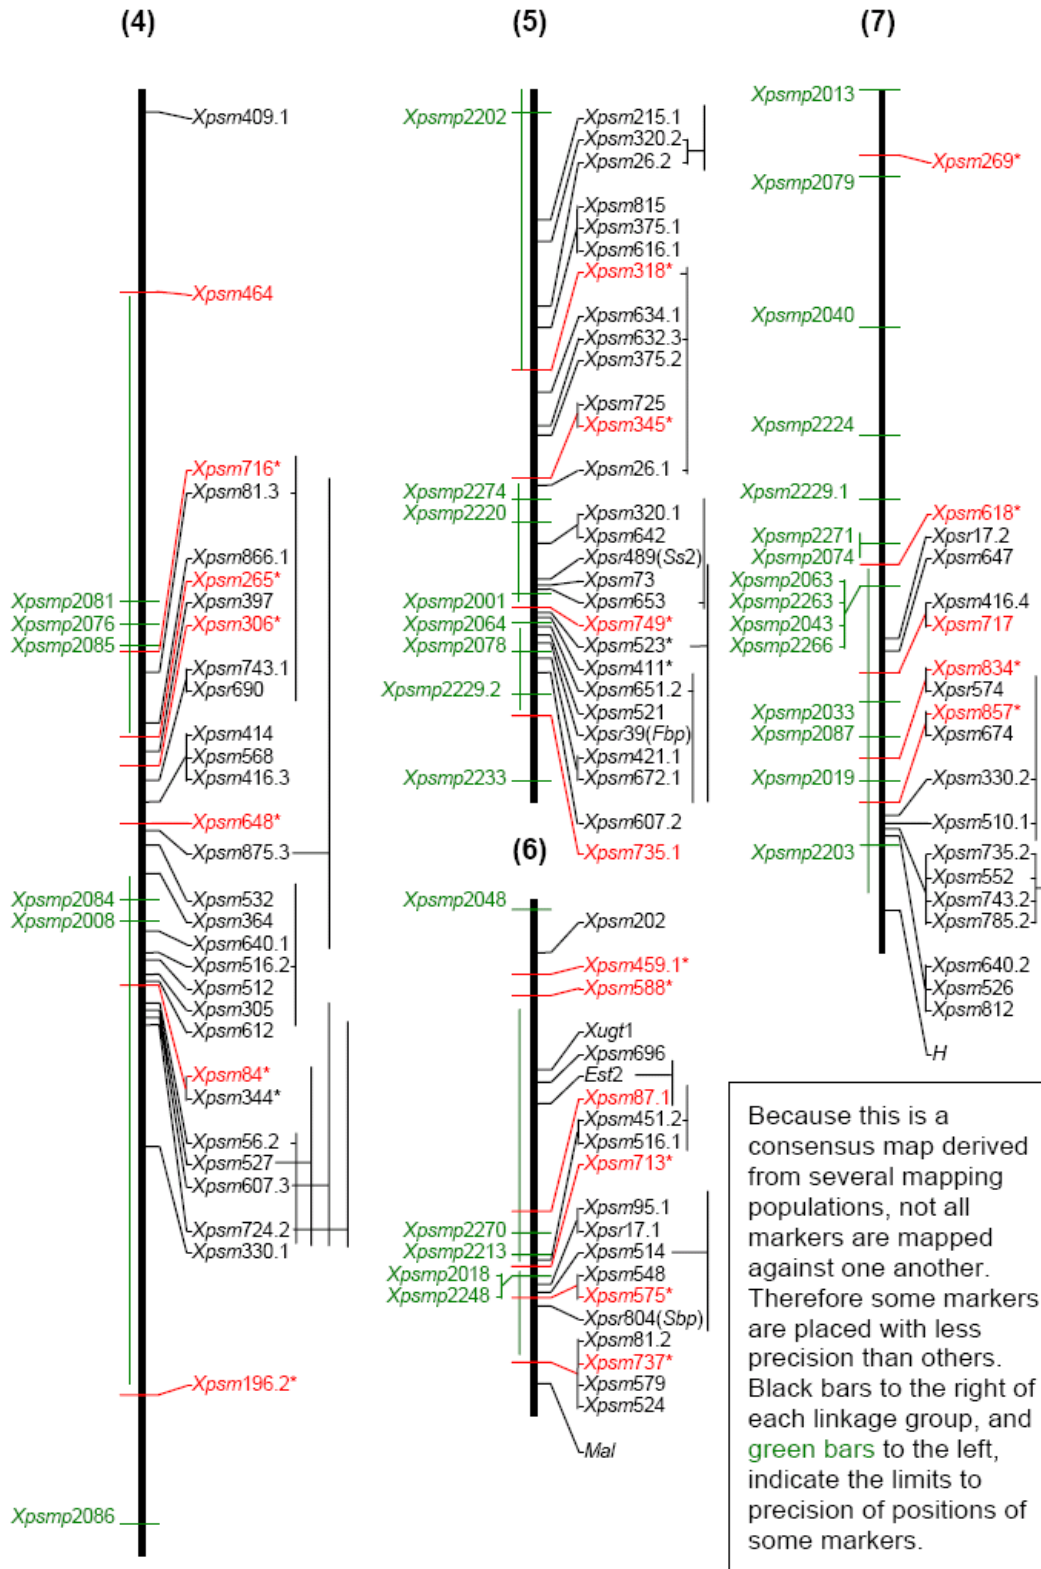 (4)
Xpsm409.1
Xpsm464
Xpsm716*
Xpsm81.3
Xpsm866.1
Xpsm265*
Xpsm397
Xpsm306*
Xpsm743.1
Xpsr690
Xpsm414
Xpsm568
Xpsm416.3
Xpsm648*
Xpsm875.3
Xpsm532
Xpsm364
Xpsm640.1
Xpsm516.2
Xpsm512
Xpsm305
Xpsm612
Xpsm84*
Xpsm344*
Xpsm56.2
Xpsm527
Xpsm607.3
Xpsm724.2
Xpsm330.1
Xpsm196.2*
Xpsmp2081
Xpsmp2076
Xpsmp2085
Xpsmp2084
Xpsmp2008
Xpsmp2086
(5)
Xpsmp2202
Xpsmp2274
Xpsmp2220
Xpsmp2001
Xpsmp2064
Xpsmp2078
Xpsmp2229.2
Xpsmp2233
Xpsm215.1
Xpsm320.2
Xpsm26.2
Xpsm815
Xpsm375.1
Xpsm616.1
Xpsm318*
Xpsm634.1
Xpsm632.3
Xpsm375.2
Xpsm725
Xpsm345*
Xpsm26.1
Xpsm320.1
Xpsm642
Xpsr489(Ss2)
Xpsm73
Xpsm653
Xpsm749*
Xpsm523*
Xpsm411*
Xpsm651.2
Xpsm521
Xpsr39(Fbp)
Xpsm421.1
Xpsm672.1
Xpsm607.2
Xpsm735.1
(6)
Xpsmp2048
Xpsmp2270
Xpsmp2213
Xpsmp2018
Xpsmp2248
Xpsm202
Xpsm459.1*
Xpsm588*
Xugt1
Xpsm696
Est2
Xpsm87.1
Xpsm451.2
Xpsm516.1
Xpsm713*
Xpsm95.1
Xpsr17.1
Xpsm514
Xpsm548
Xpsm575*
Xpsr804(Sbp)
Xpsm81.2
Xpsm737*
Xpsm579
Xpsm524
Mal
(7)
Xpsmp2013
Xpsmp2079
Xpsmp2040
Xpsmp2224
Xpsm2229.1
Xpsmp2271
Xpsmp2074
Xpsmp2063
Xpsmp2263
Xpsmp2043
Xpsmp2266
Xpsmp2033
Xpsmp2087
Xpsmp2019
Xpsmp2203
Xpsm269*
Xpsm618*
Xpsr17.2
Xpsm647
Xpsm416.4
Xpsm717
Xpsm834*
Xpsr574
Xpsm857*
Xpsm674
Xpsm330.2
Xpsm510.1
Xpsm735.2
Xpsm552
Xpsm743.2
Xpsm785.2
Xpsm640.2
Xpsm526
Xpsm812
H
Because this is a
consensus map derived
from several mapping
populations, not all
markers are mapped
against one another.
Therefore some markers
are placed with less
precision than others.
Black bars to the right of
each linkage group, and
green bars to the left,
indicate the limits to
precision of positions of
some markers.